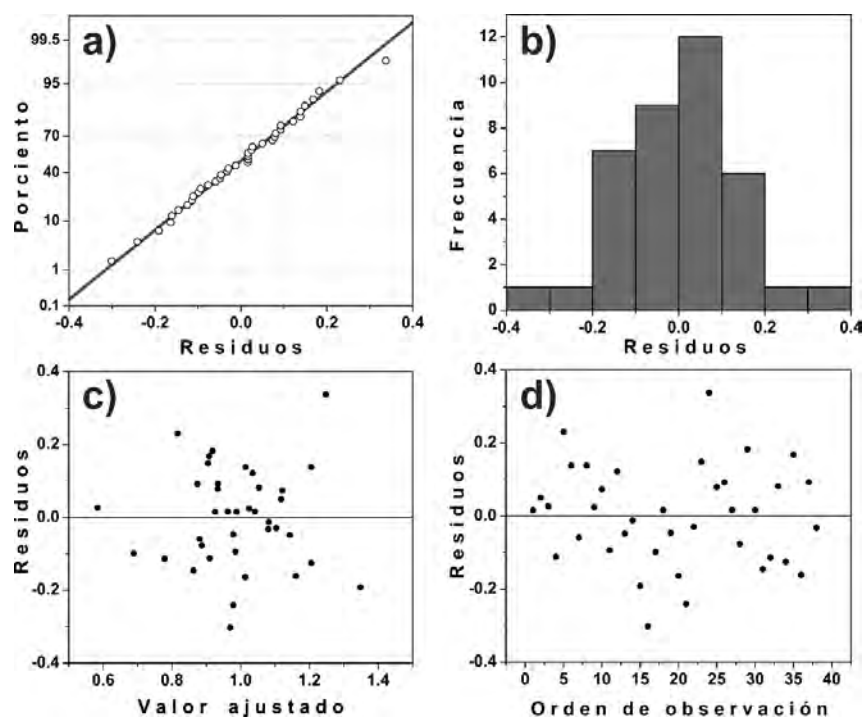 a)
Porciento
99.5
95
70
40
10
1
0.1
-0.4 -0.2 0.0 0.2 0.4
Residuos
b)
Frecuencia
12
10
8
6
4
2
0
-0.4 -0.2 0.0 0.2 0.4
Residuos
c)
Residuos
0.4
0.2
0.0
-0.2
-0.4
0.6 0.8 1.0 1.2 1.4
Valor ajustado
d)
Residuos
0.4
0.2
0.0
-0.2
-0.4
0 5 10 15 20 25 30 35 40
Orden de observación